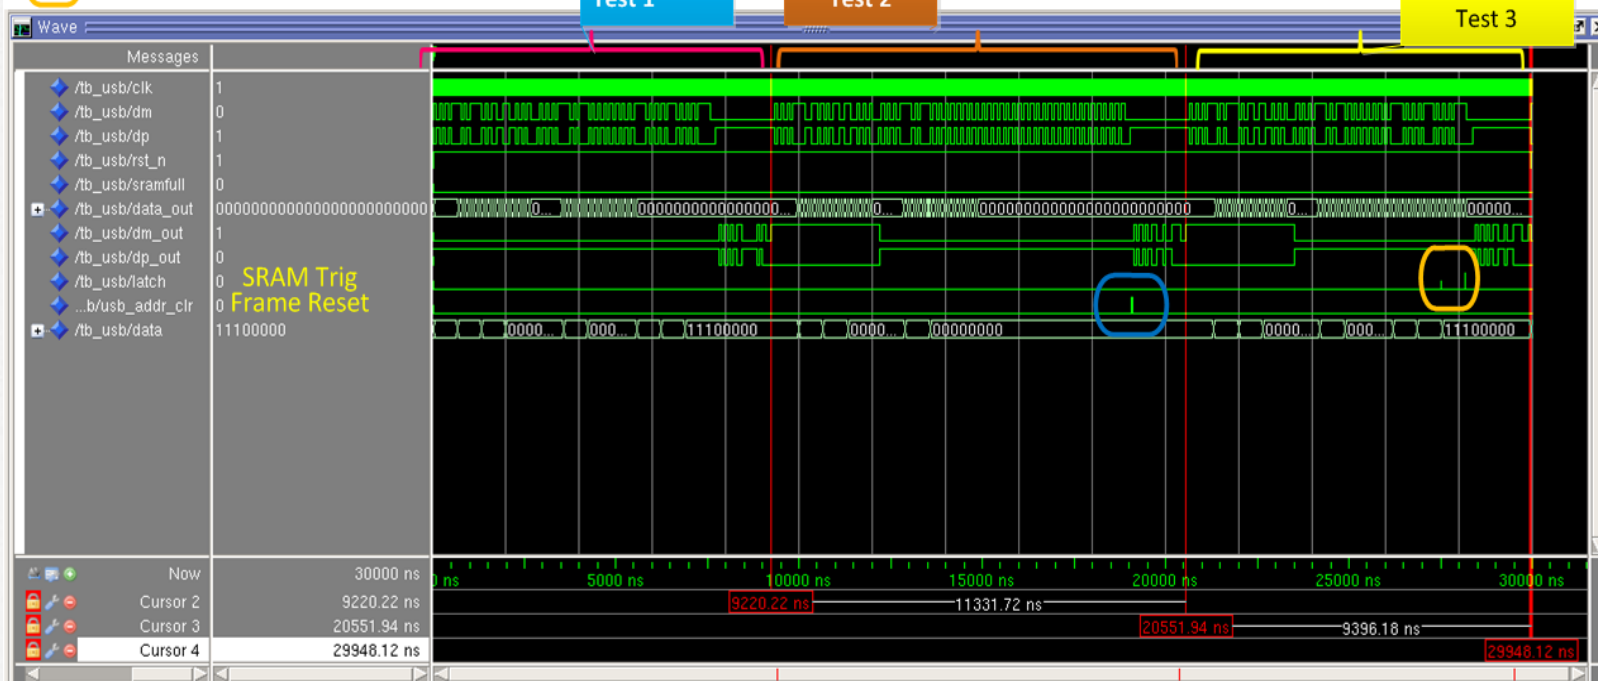 Test 1
Test 2
Test 3
Wave
Messages
/tb_usb/clk 1
/tb_usb/dm 0
/tb_usb/dp 1
/tb_usb/rst_n 1
/tb_usb/sramfull 0
/tb_usb/data_out 0... 0000000000000000... 0... 0... 00000...
/tb_usb/dm_out 1
/tb_usb/dp_out 0
/tb_usb/latch 0
SRAM Trig
...b/usb_addr_clr 0
Frame Reset
/tb_usb/data 11100000 0000... 000... 11100000 0000... 00000000 0000... 000... 11100000
Now 30000 ns 0 ns 5000 ns 10000 ns 15000 ns 20000 ns 25000 ns 30000 ns
Cursor 2 9220.22 ns 9220.22 ns 11331.72 ns
Cursor 3 20551.94 ns 20551.94 ns 9396.18 ns
Cursor 4 29948.12 ns 29948.12 ns